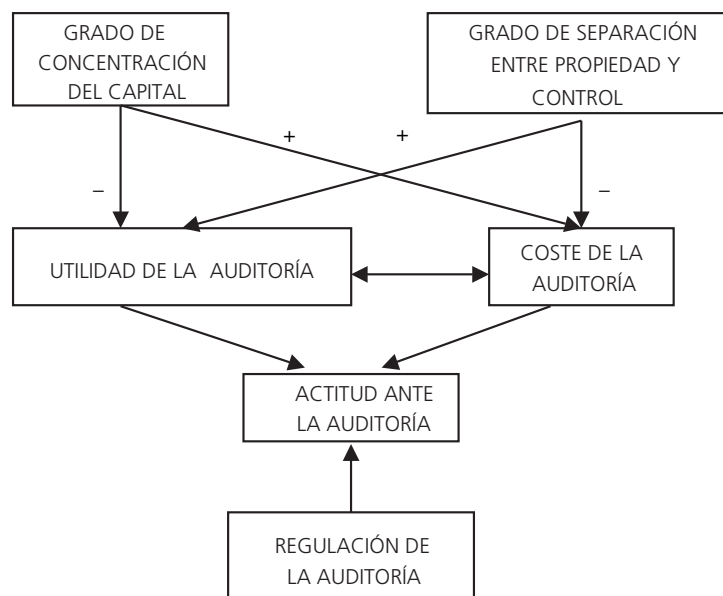 GRADO DE
CONCENTRACIÓN
DEL CAPITAL
GRADO DE SEPARACIÓN
ENTRE PROPIEDAD Y
CONTROL
+
+
–
–
UTILIDAD DE LA AUDITORÍA
COSTE DE LA
AUDITORÍA
ACTITUD ANTE
LA AUDITORÍA
REGULACIÓN DE
LA AUDITORÍA